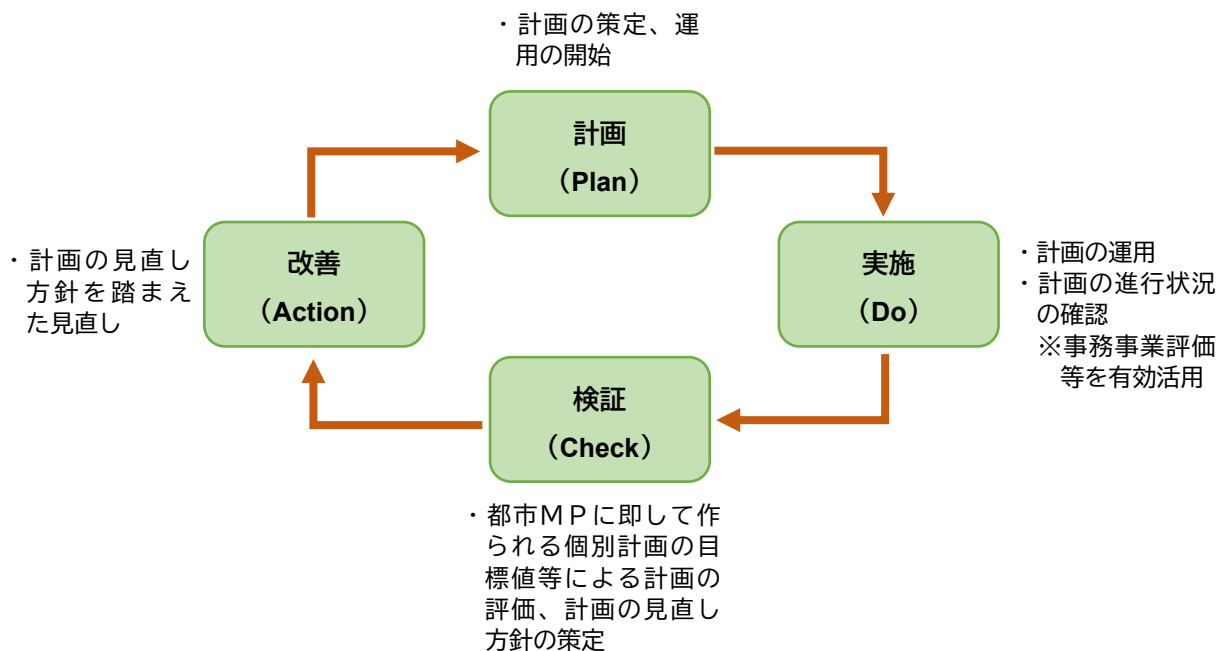 ・計画の策定、運
用の開始
計画
（Plan）
改善
（Action）
・計画の見直し
方針を踏まえ
た見直し
実施
（Do）
・計画の運用
・計画の進行状況
の確認
※事務事業評価
等を有効活用
検証
（Check）
・都市ＭＰに即して作
られる個別計画の目
標値等による計画の
評価、計画の見直し
方針の策定